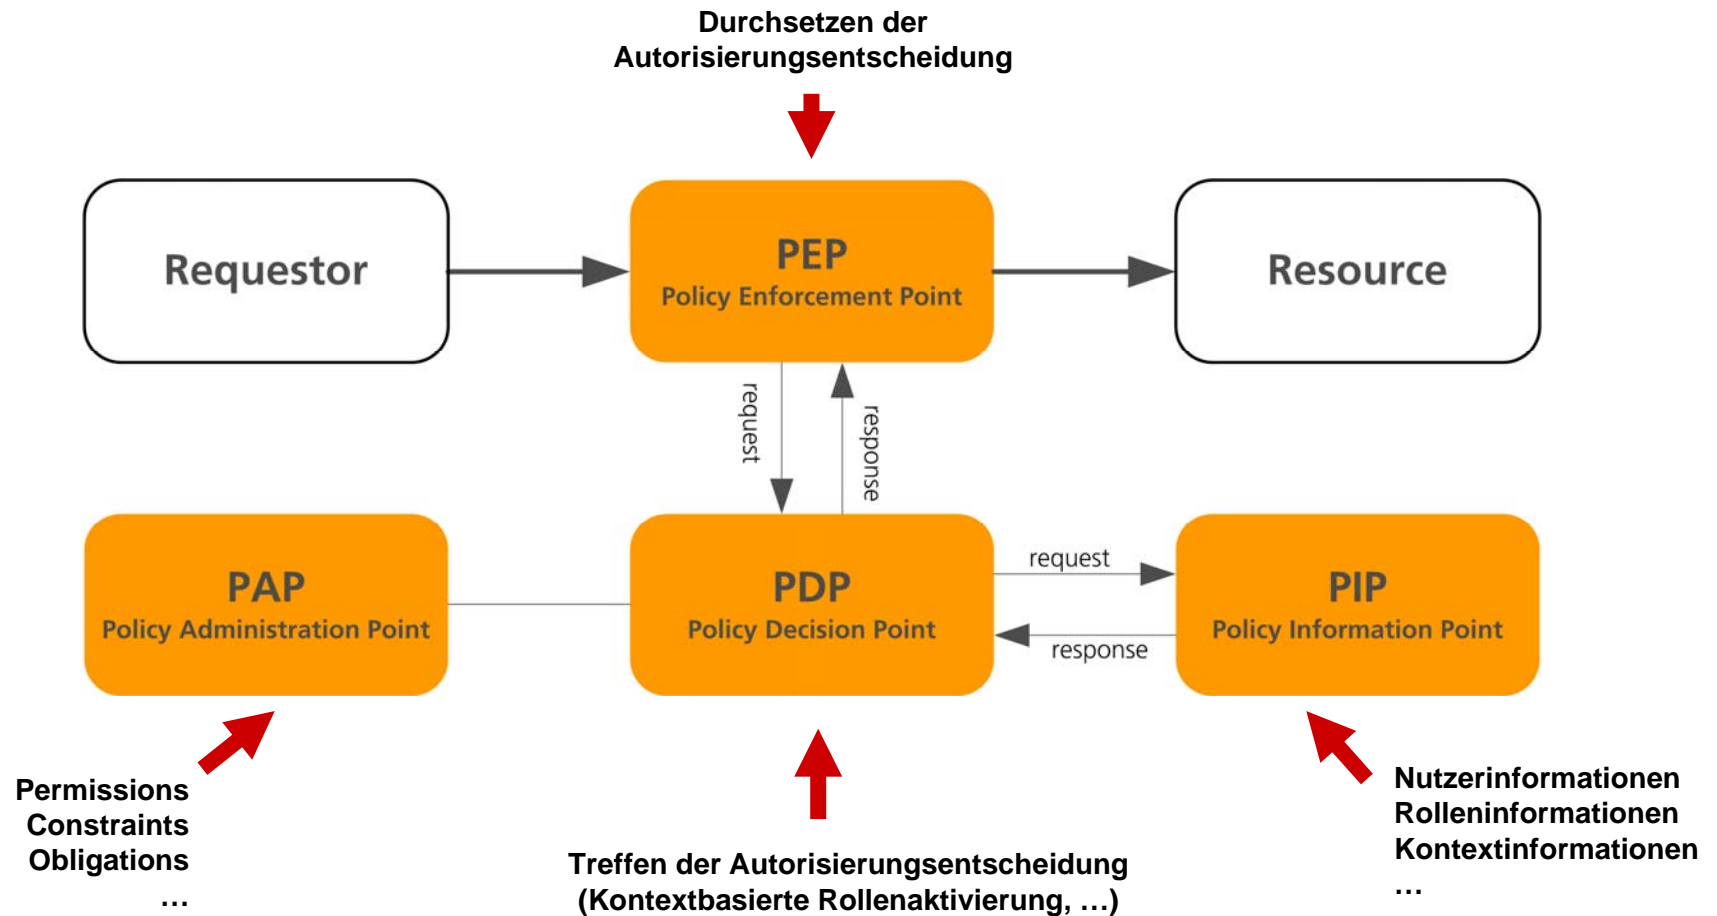 Durchsetzen der
Autorisierungsentscheidung
Requestor
PEP
Policy Enforcement Point
Resource
request
response
PAP
Policy Administration Point
PDP
Policy Decision Point
request
response
PIP
Policy Information Point
Permissions
Constraints
Obligations
…
Treffen der Autorisierungsentscheidung
(Kontextbasierte Rollenaktivierung, …)
Nutzerinformationen
Rolleninformationen
Kontextinformationen
…